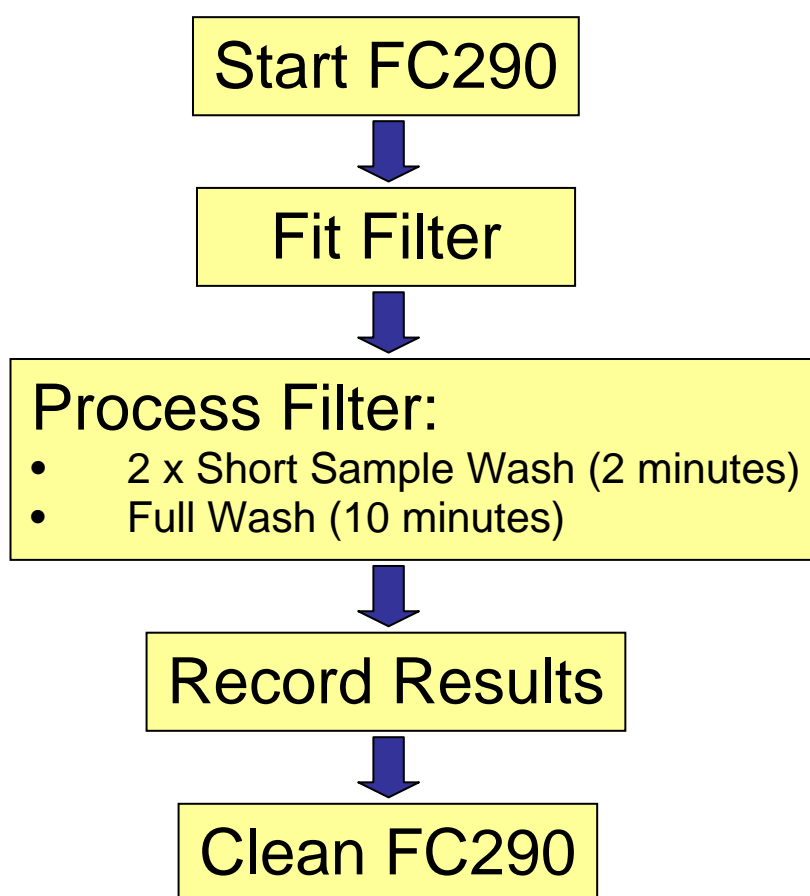 Start FC290
Fit Filter
Process Filter:
• 2 x Short Sample Wash (2 minutes)
• Full Wash (10 minutes)
Record Results
Clean FC290